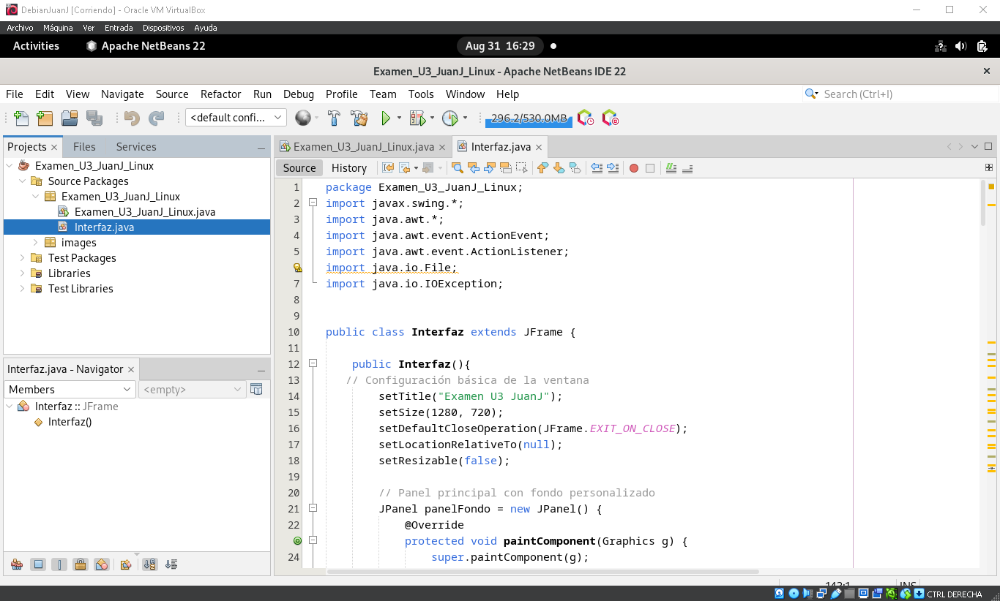 DebianJuanJ [Corriendo] - Oracle VM VirtualBox
Archivo Máquina Ver Entrada Dispositivos Ayuda
Activities Apache NetBeans 22 Aug 31 16:29
Examen_U3_JuanJ_Linux - Apache NetBeans IDE 22
File Edit View Navigate Source Refactor Run Debug Profile Team Tools Window Help Search (Ctrl+I)
<default confi... 296.2/530.0MB
Projects Files Services
Examen_U3_JuanJ_Linux
Source Packages
Examen_U3_JuanJ_Linux
Examen_U3_JuanJ_Linux.java
Interfaz.java
images
Test Packages
Libraries
Test Libraries
Interfaz.java - Navigator
Members <empty>
Interfaz :: JFrame
Interfaz()
Examen_U3_JuanJ_Linux.java Interfaz.java
Source History
1 package Examen_U3_JuanJ_Linux;
2 import javax.swing.*;
3 import java.awt.*;
4 import java.awt.event.ActionEvent;
5 import java.awt.event.ActionListener;
import java.io.File;
7 import java.io.IOException;
8
9
10 public class Interfaz extends JFrame {
11
12 public Interfaz(){
13 // Configuración básica de la ventana
14 setTitle("Examen U3 JuanJ");
15 setSize(1280, 720);
16 setDefaultCloseOperation(JFrame.EXIT_ON_CLOSE);
17 setLocationRelativeTo(null);
18 setResizable(false);
19
20 // Panel principal con fondo personalizado
21 JPanel panelFondo = new JPanel() {
22 @Override
protected void paintComponent(Graphics g) {
24 super.paintComponent(g);
142:1 INS
CTRL DERECHA